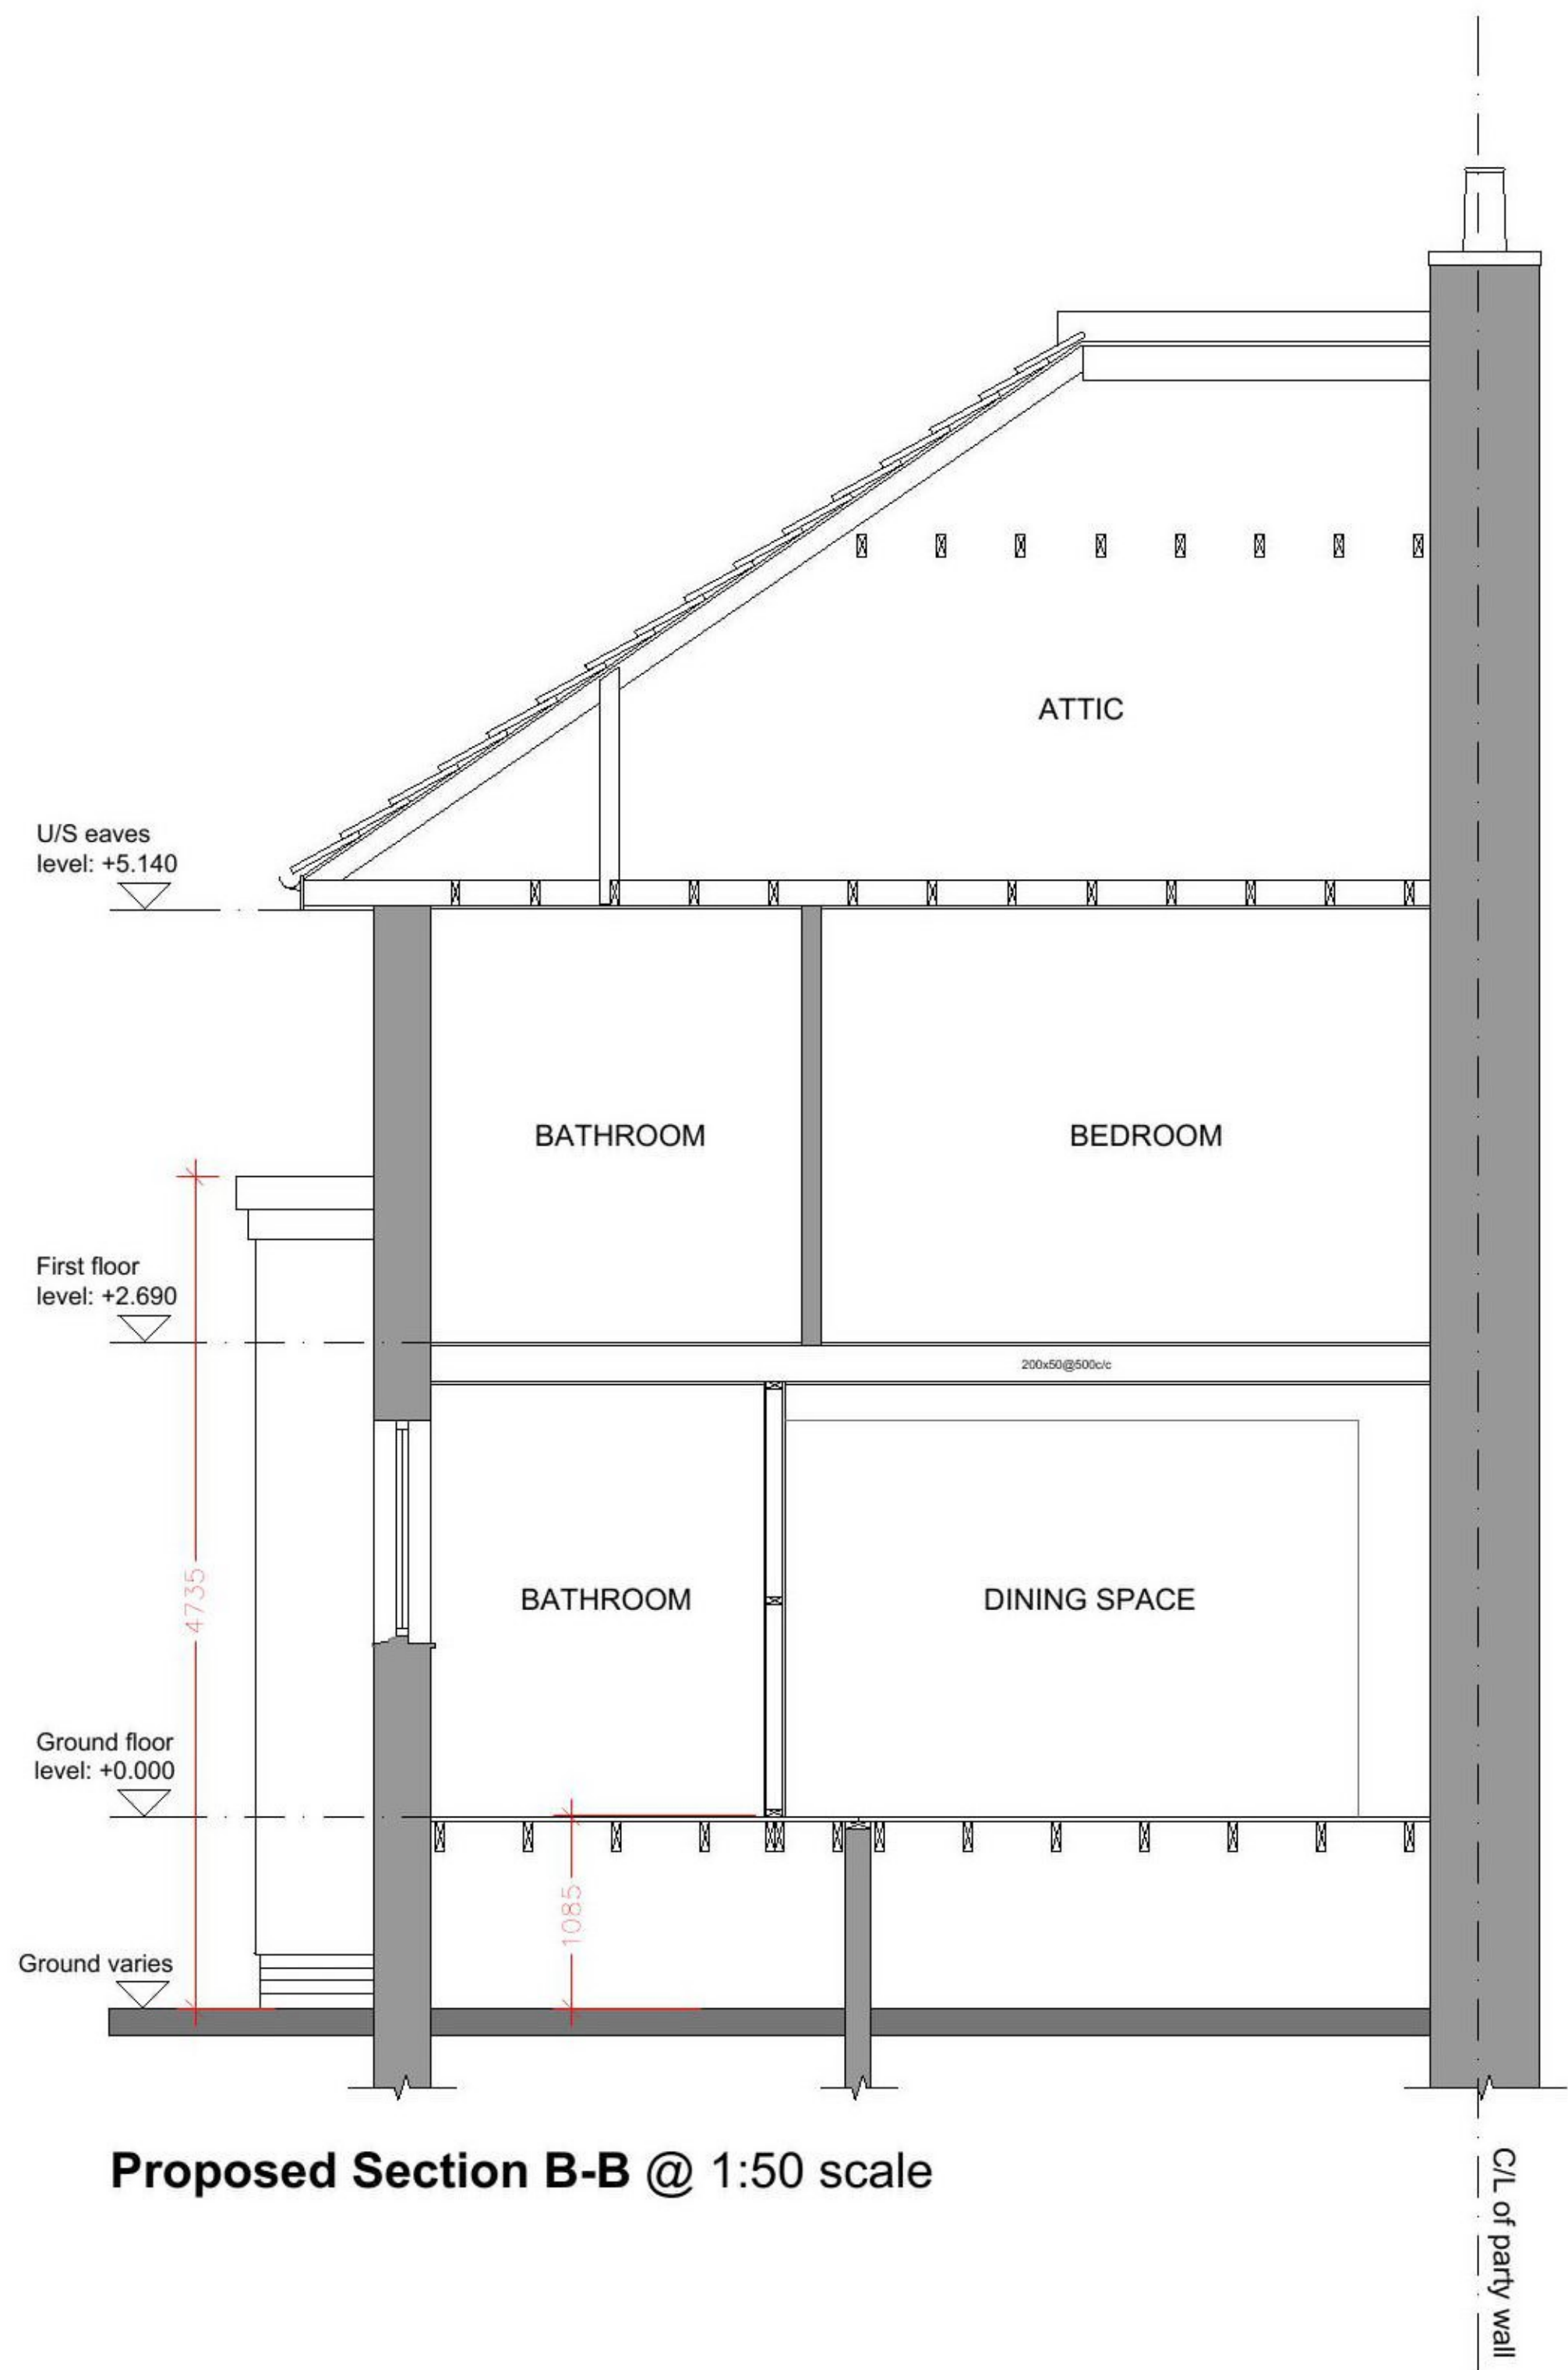 ATTIC
U/S eaves
level: +5.140
BATHROOM
BEDROOM
First floor
level: +2.690
200x50@500c/c
4735
BATHROOM
DINING SPACE
Ground floor
level: +0.000
1085
Ground varies
Proposed Section B-B @ 1:50 scale
C/L of party wall